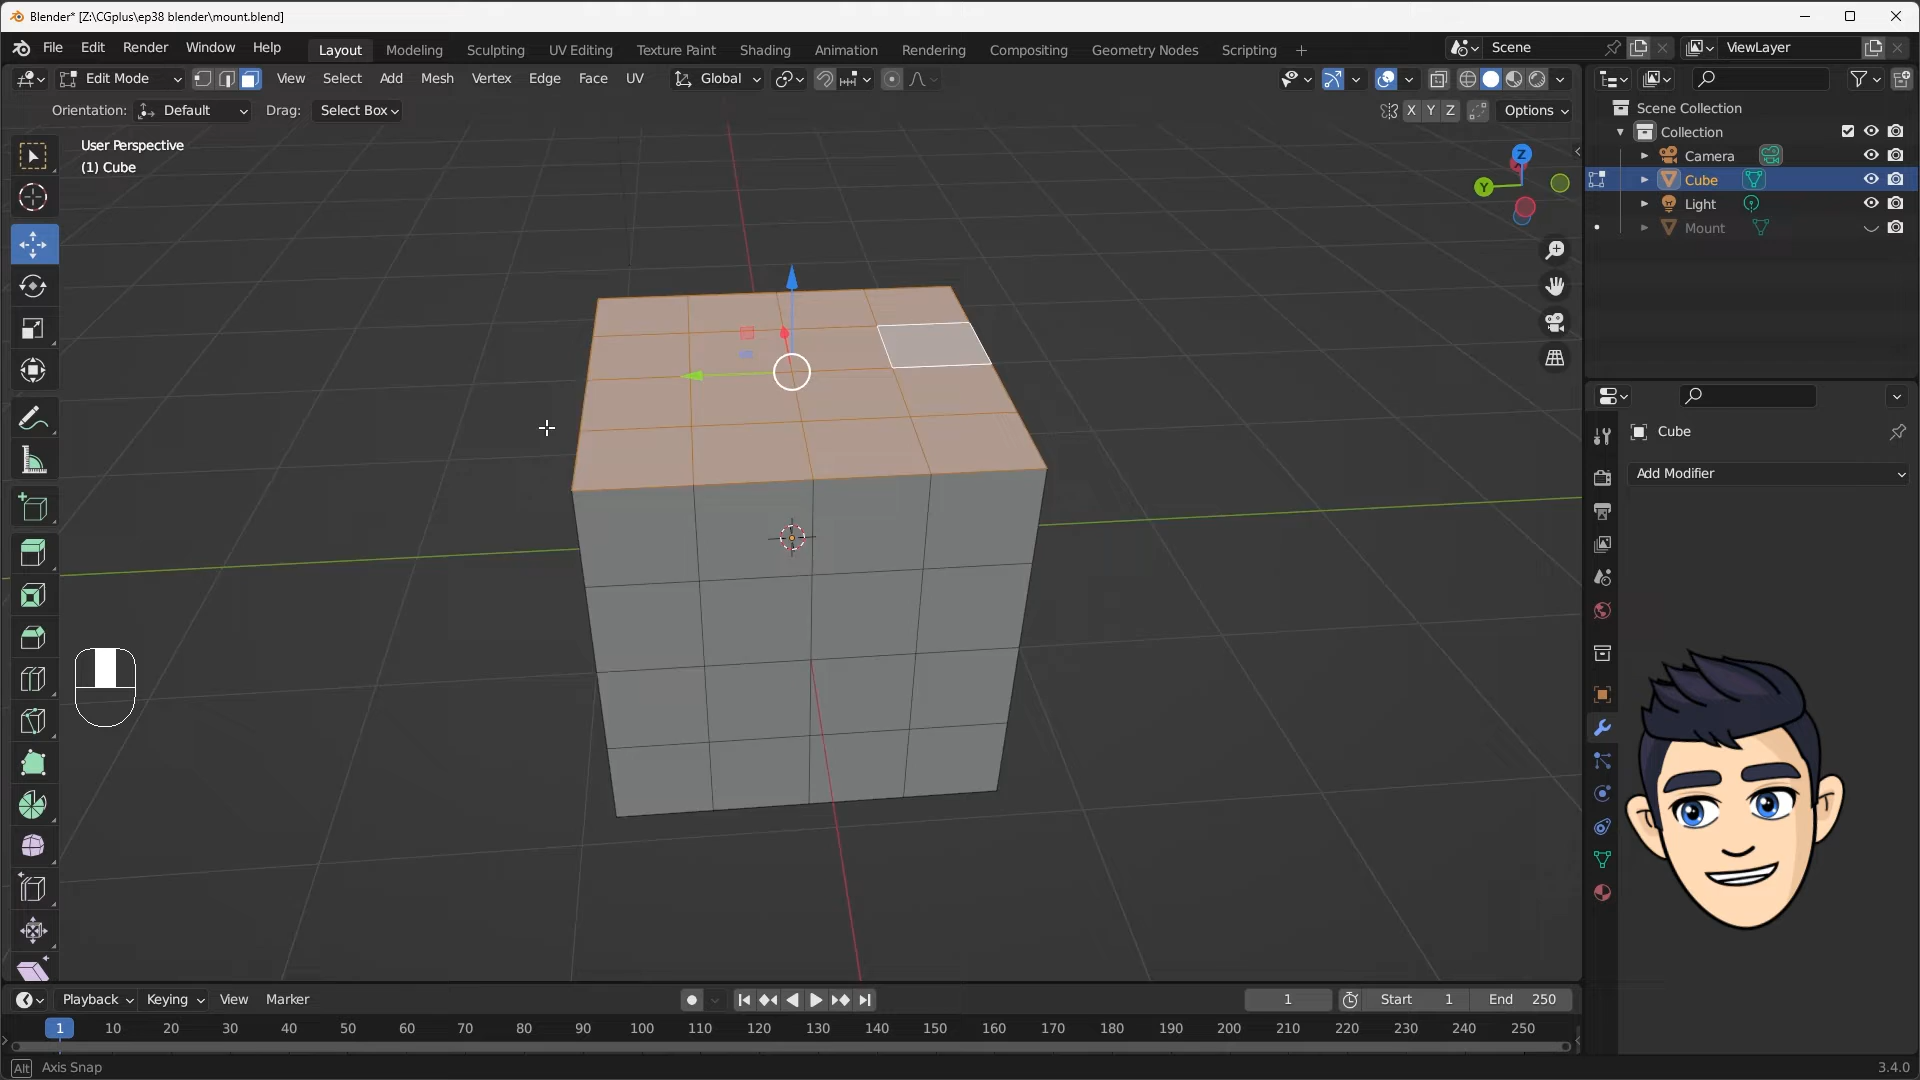 Blender* [Z:\CGplus\ep38 blender\mount.blend]
File Edit Render Window Help Layout Modeling Sculpting UV Editing Texture Paint Shading Animation Rendering Compositing Geometry Nodes Scripting + Scene ViewLayer
Edit Mode View Select Add Mesh Vertex Edge Face UV Global
Orientation: Default Drag: Select Box X Y Z Options
User Perspective
(1) Cube
Z
Y
Scene Collection
Collection
Camera
Cube
Light
Mount
Cube
Add Modifier
Playback Keying View Marker 1 Start 1 End 250
1 10 20 30 40 50 60 70 80 90 100 110 120 130 140 150 160 170 180 190 200 210 220 230 240 250
Alt Axis Snap 3.4.0